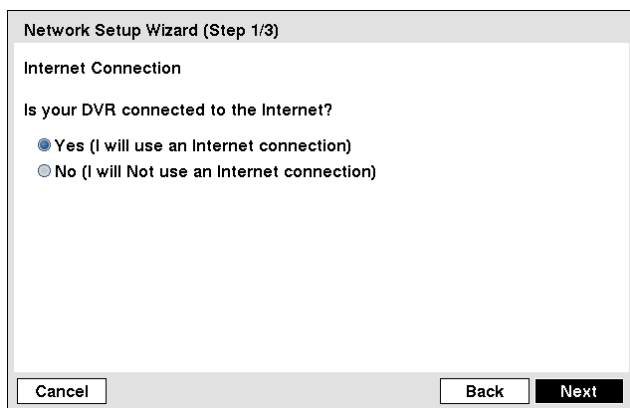 Network Setup Wizard (Step 1/3)
Internet Connection
Is your DVR connected to the Internet?
Yes (I will use an Internet connection)
No (I will Not use an Internet connection)
Cancel Back Next